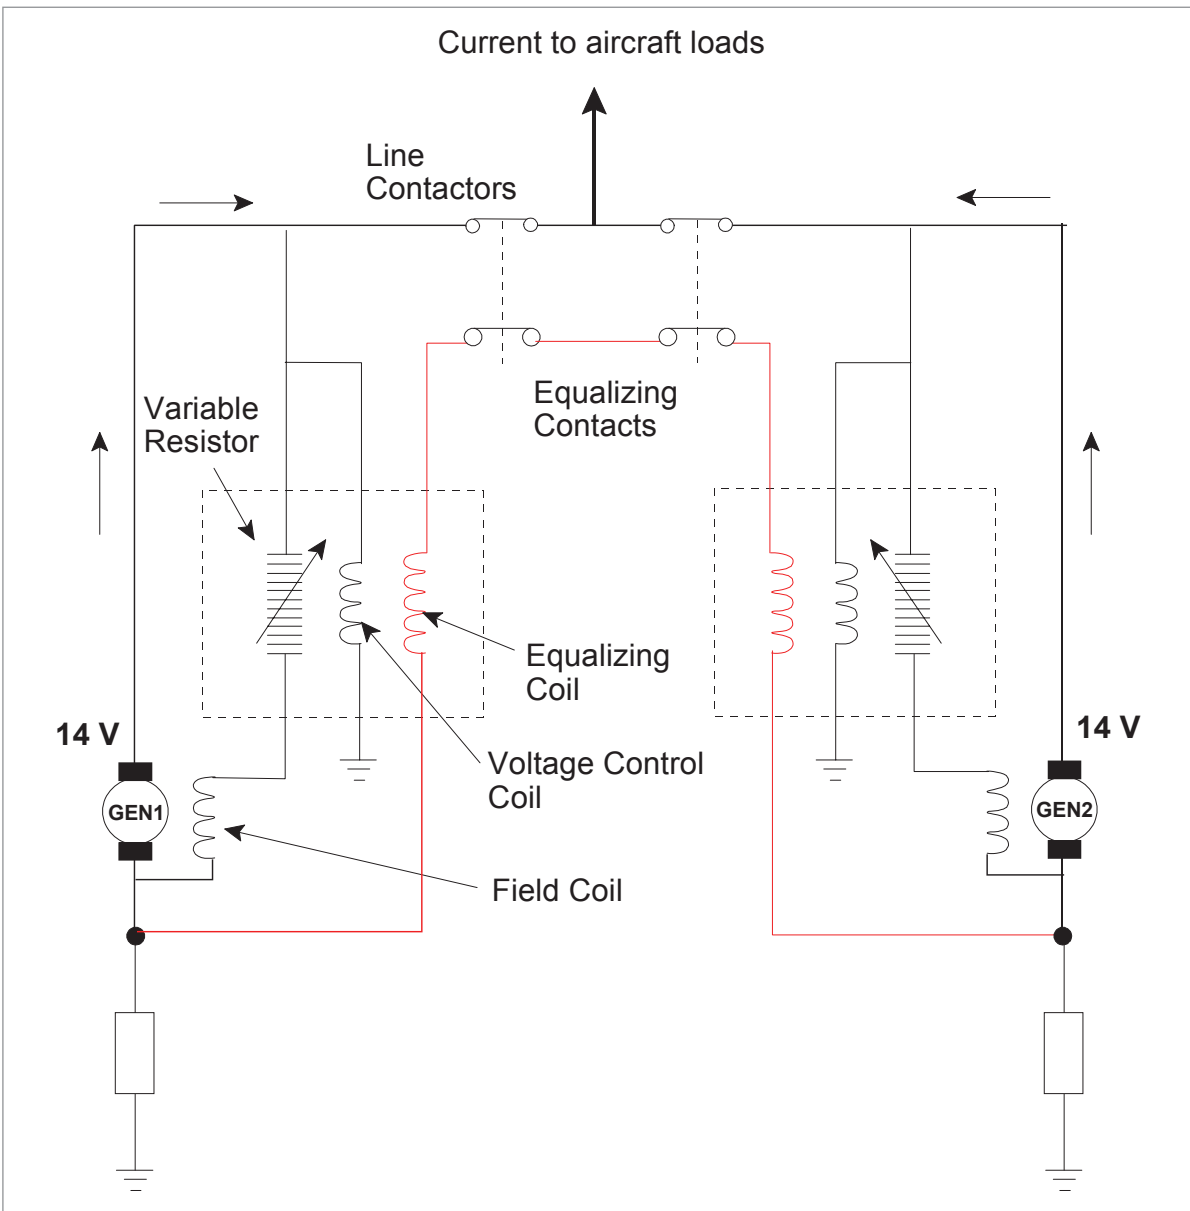 Current to aircraft loads
Line
Contactors
Equalizing
Contacts
Variable
Resistor
Equalizing
Coil
14 V
14 V
Voltage Control
Coil
GEN1
GEN2
Field Coil